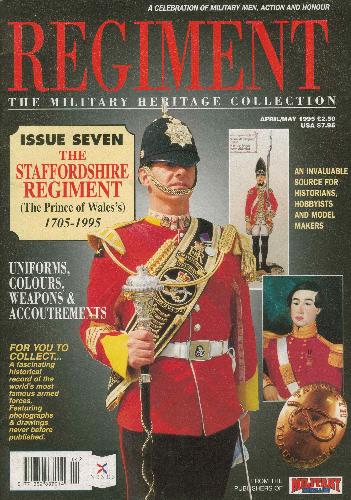 A CELEBRATION OF MILITARY MEN, ACTION AND HONOUR
REGIMENT
THE MILITARY HERITAGE COLLECTION
APRIL/MAY 1995 £2.50
USA $7.95
ISSUE SEVEN
THE
STAFFORDSHIRE
REGIMENT
(The Prince of Wales's)
1705-1995
AN INVALUABLE
SOURCE FOR
HISTORIANS,
HOBBYISTS
AND MODEL
MAKERS
UNIFORMS,
COLOURS,
WEAPONS &
ACCOUTREMENTS
FOR YOU TO
COLLECT...
A fascinating
historical
record of the
world's most
famous armed
forces.
Featuring
photographs
& drawings
never before
published.
NEXUS
FROM THE
PUBLISHERS OF
MILITARY